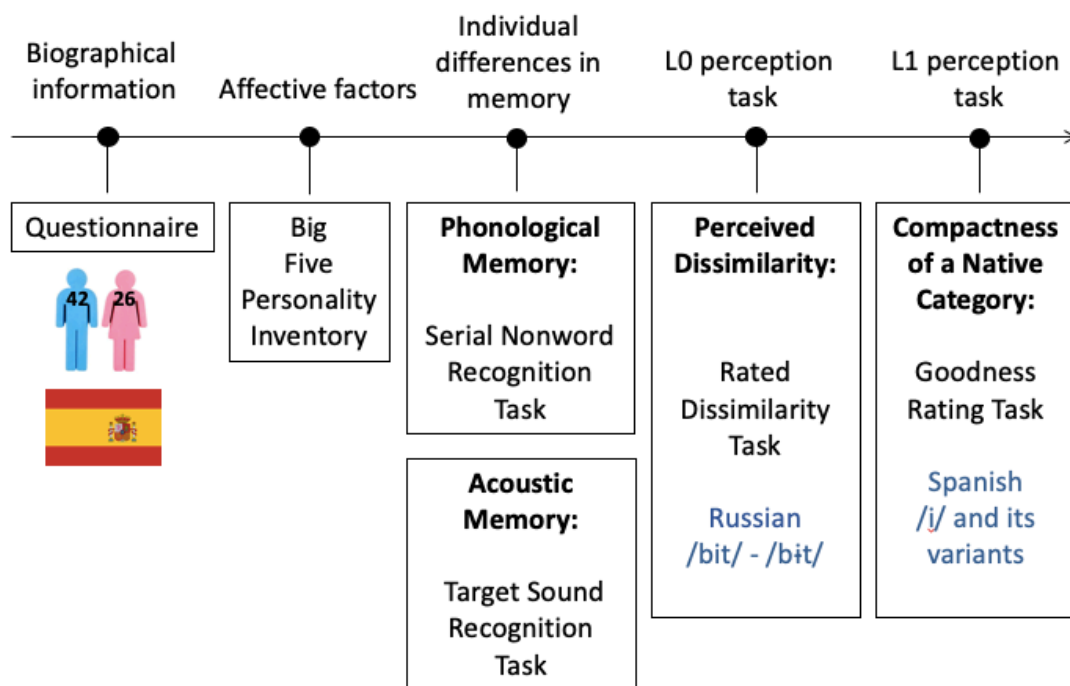 Biographical
information
Affective factors
Individual
differences in
memory
L0 perception
task
L1 perception
task
Questionnaire
42 26
Big
Five
Personality
Inventory
Phonological
Memory:
Serial Nonword
Recognition
Task
Acoustic
Memory:
Target Sound
Recognition
Task
Perceived
Dissimilarity:
Rated
Dissimilarity
Task
Russian
/bit/ - /bɨt/
Compactness
of a Native
Category:
Goodness
Rating Task
Spanish
/i/ and its
variants